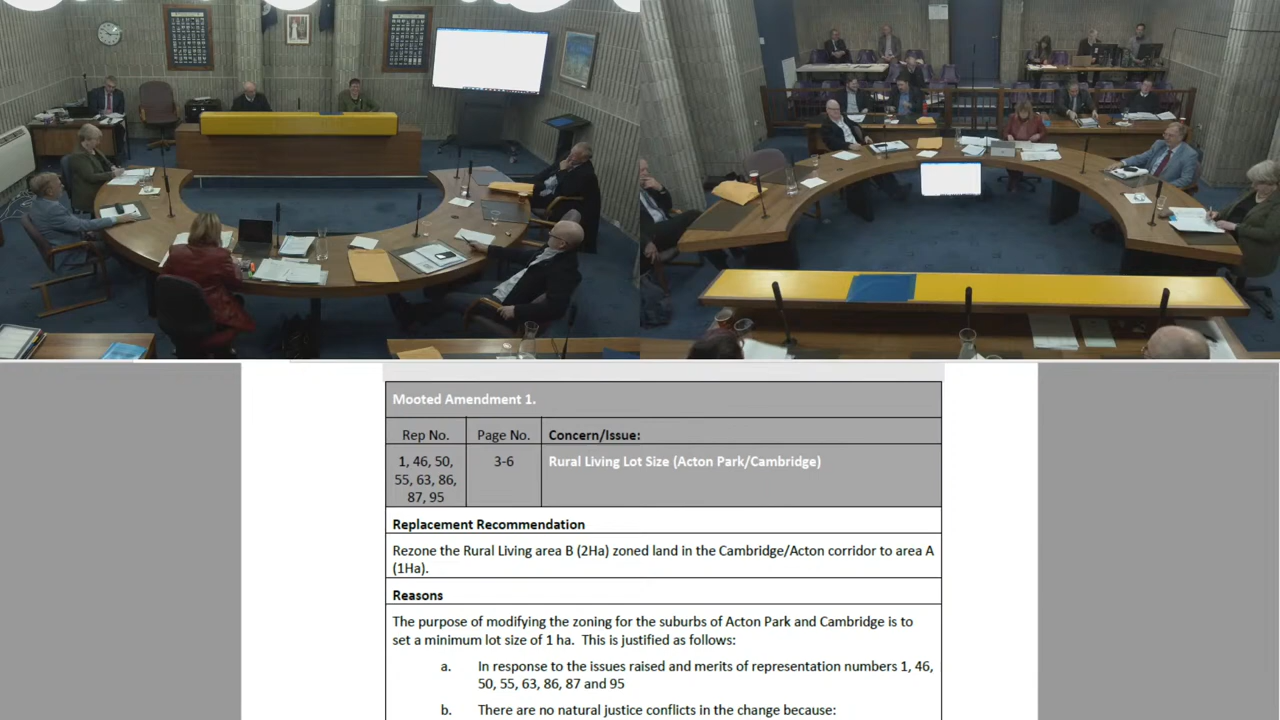 Mooted Amendment 1.
Rep No. Page No. Concern/Issue:
1, 46, 50, 3-6 Rural Living Lot Size (Acton Park/Cambridge)
55, 63, 86,
87, 95
Replacement Recommendation
Rezone the Rural Living area B (2Ha) zoned land in the Cambridge/Acton corridor to area A
(1Ha).
Reasons
The purpose of modifying the zoning for the suburbs of Acton Park and Cambridge is to
set a minimum lot size of 1 ha. This is justified as follows:
a. In response to the issues raised and merits of representation numbers 1, 46,
50, 55, 63, 86, 87 and 95
b. There are no natural justice conflicts in the change because: